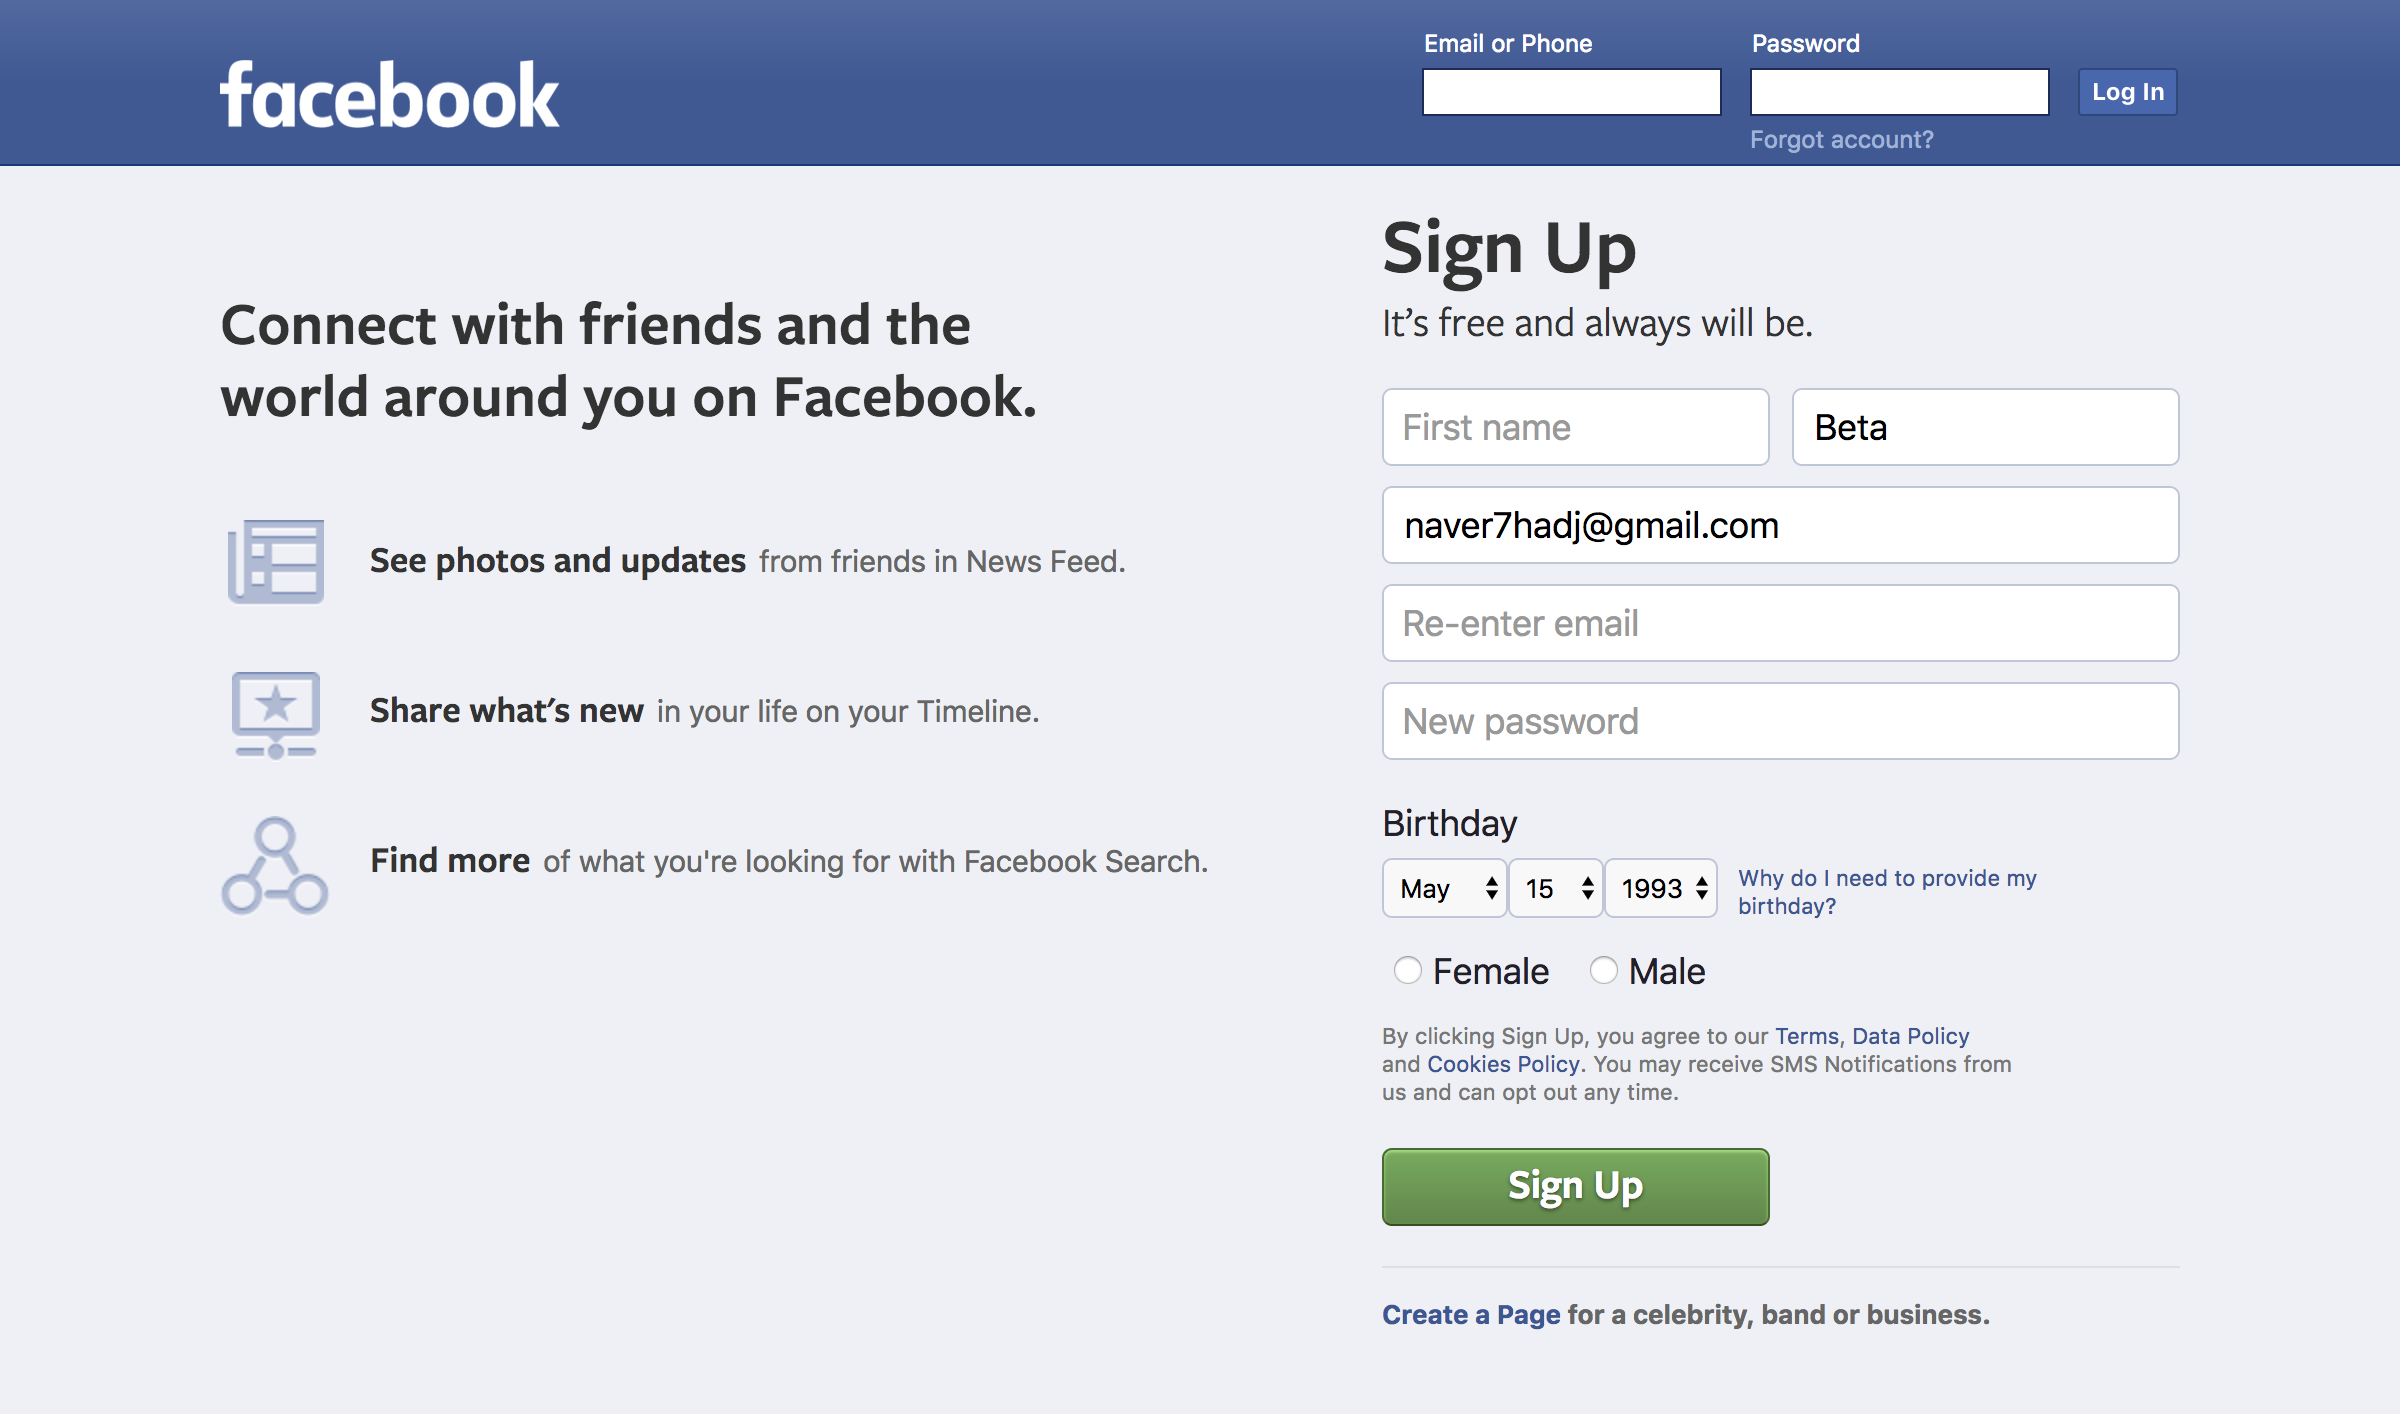 facebook
Email or Phone
Password
Log In
Forgot account?
Connect with friends and the
world around you on Facebook.
See photos and updates from friends in News Feed.
Share what's new in your life on your Timeline.
Find more of what you're looking for with Facebook Search.
Sign Up
It's free and always will be.
First name
Beta
naver7hadj@gmail.com
Re-enter email
New password
Birthday
May 15 1993
Why do I need to provide my
birthday?
Female Male
By clicking Sign Up, you agree to our Terms, Data Policy
and Cookies Policy. You may receive SMS Notifications from
us and can opt out any time.
Sign Up
Create a Page for a celebrity, band or business.